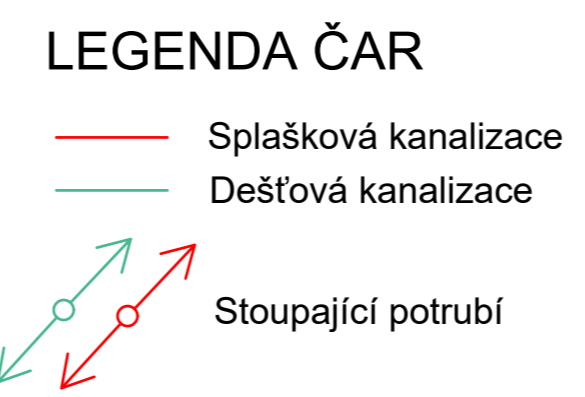 LEGENDA ČAR
Splašková kanalizace
Dešťová kanalizace
Stoupající potrubí